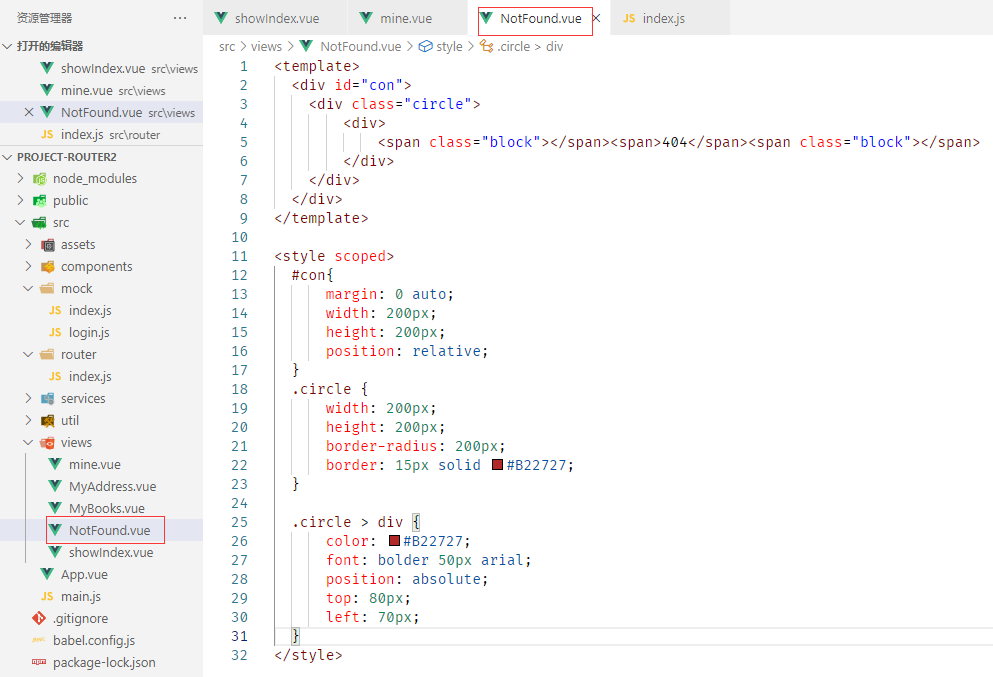 资源管理器 ···
打开的编辑器
showIndex.vue src\views
mine.vue src\views
NotFound.vue src\views
JS index.js src\router
PROJECT-ROUTER2
node_modules
public
src
assets
components
mock
JS index.js
JS login.js
router
JS index.js
services
util
views
mine.vue
MyAddress.vue
MyBooks.vue
NotFound.vue
showIndex.vue
App.vue
JS main.js
.gitignore
babel.config.js
package-lock.json
showIndex.vue mine.vue NotFound.vue JS index.js
src > views > NotFound.vue > style > .circle > div
1 <template>
2 <div id="con">
3 <div class="circle">
4 <div>
5 <span class="block"></span><span>404</span><span class="block"></span>
6 </div>
7 </div>
8 </div>
9 </template>
10
11 <style scoped>
12 #con{
13 margin: 0 auto;
14 width: 200px;
15 height: 200px;
16 position: relative;
17 }
18 .circle {
19 width: 200px;
20 height: 200px;
21 border-radius: 200px;
22 border: 15px solid #B22727;
23 }
24
25 .circle > div {
26 color: #B22727;
27 font: bolder 50px arial;
28 position: absolute;
29 top: 80px;
30 left: 70px;
31 }
32 </style>